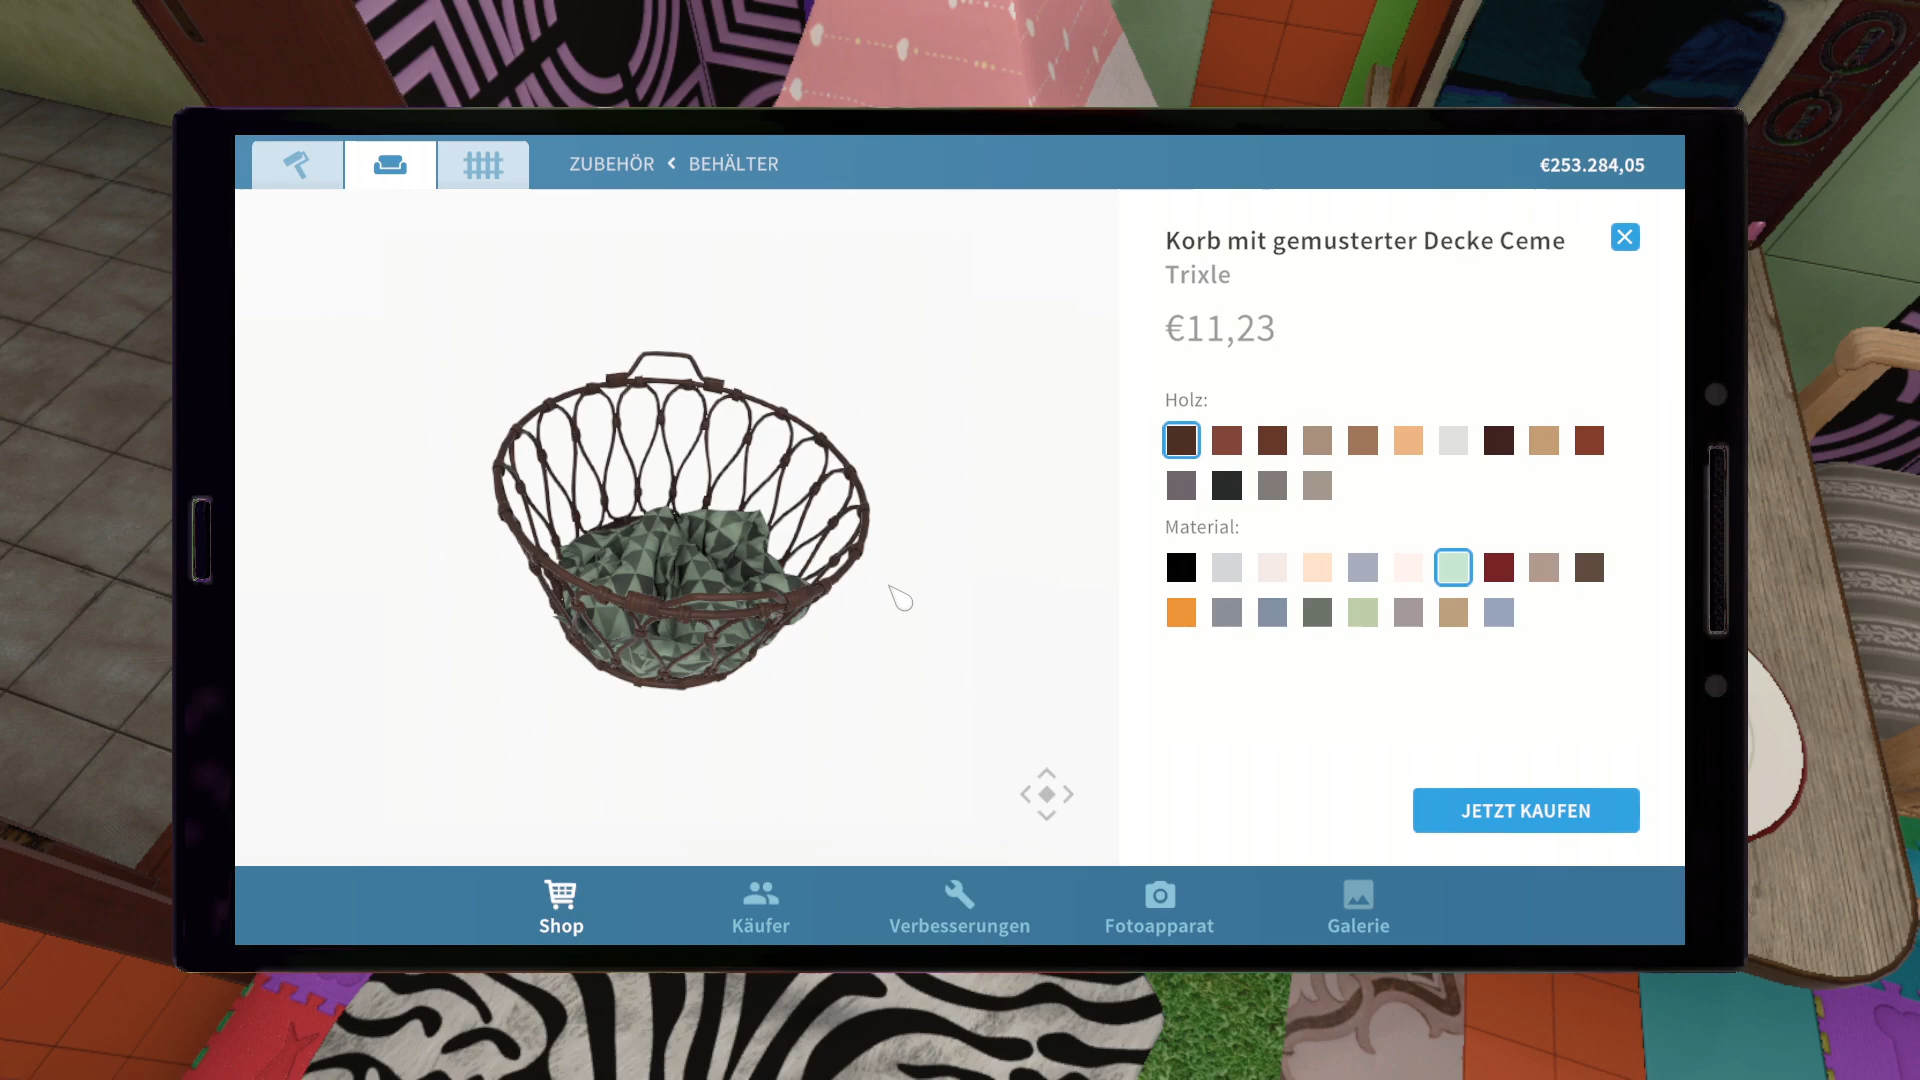 ZUBEHÖR < BEHÄLTER
€253.284,05
Korb mit gemusterter Decke Ceme
Trixle
€11,23
Holz:
Material:
JETZT KAUFEN
Shop
Käufer
Verbesserungen
Fotoapparat
Galerie